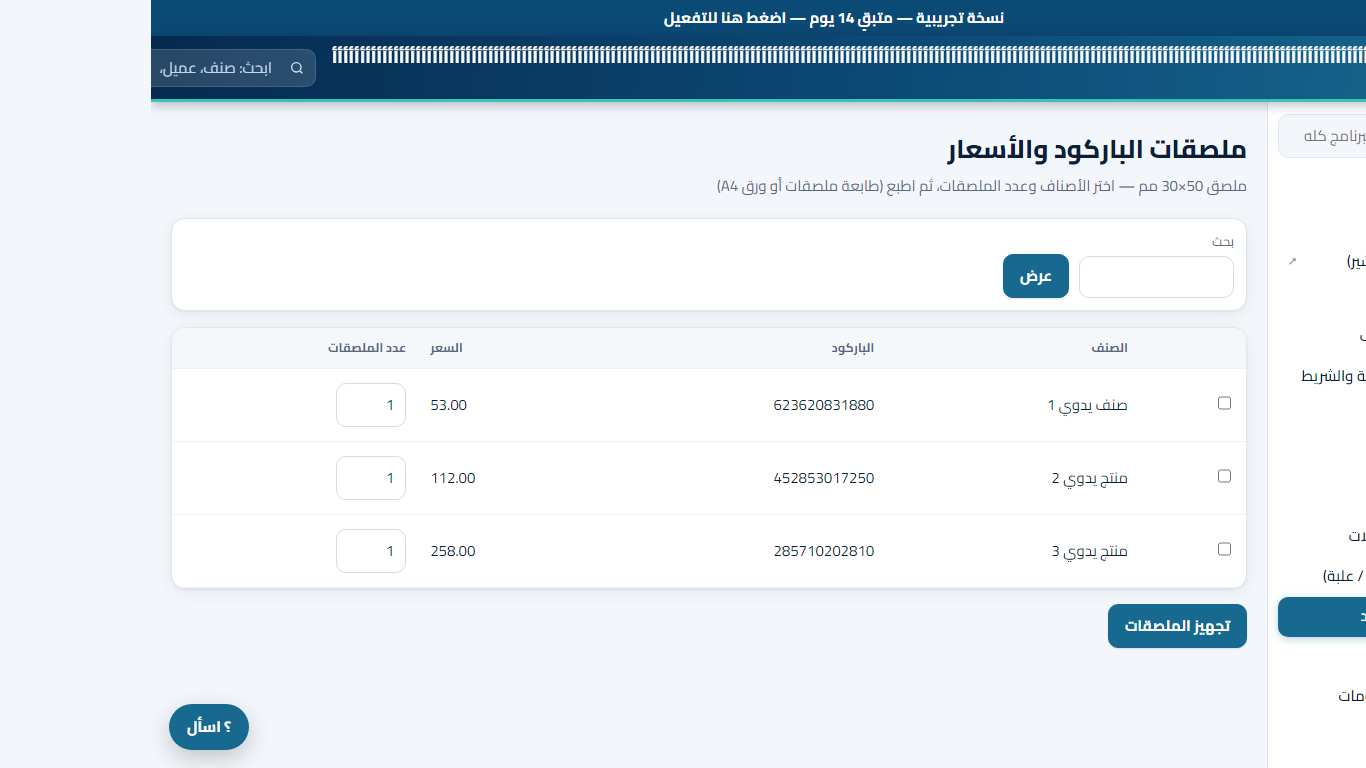 نسخة تجريبية — متبقٍ 14 يوم — اضغط هنا للتفعيل
ابحث: صنف، عميل،
ملصقات الباركود والأسعار
ملصق 50×30 مم — اختر الأصناف وعدد الملصقات، ثم اطبع (طابعة ملصقات أو ورق A4)
بحث
عرض
الصنف الباركود السعر عدد الملصقات
صنف يدوي 1 623620831880 53.00 1
منتج يدوي 2 452853017250 112.00 1
منتج يدوي 3 285710202810 258.00 1
تجهيز الملصقات
؟ اسأل
كله
ة والشريط
/ علبة)